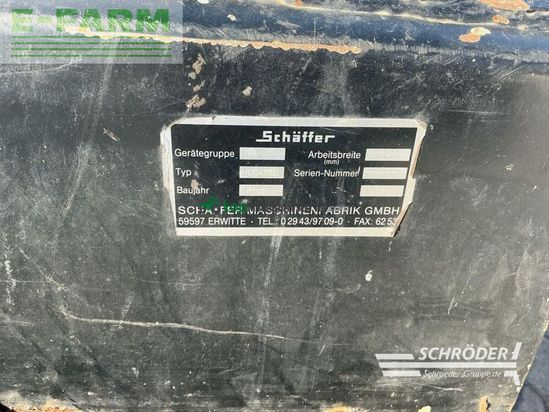 E-FARM
Schäffer
Gerätegruppe
Arbeitsbreite
(mm)
Typ
Serien-Nummer
Baujahr
SCHÄFFER MASCHINENFABRIK GMBH
59597 ERWITTE · TEL.: 0 29 43/97 09-0 · FAX: 62 53
SCHRÖDER
Schroeder-Gruppe.de